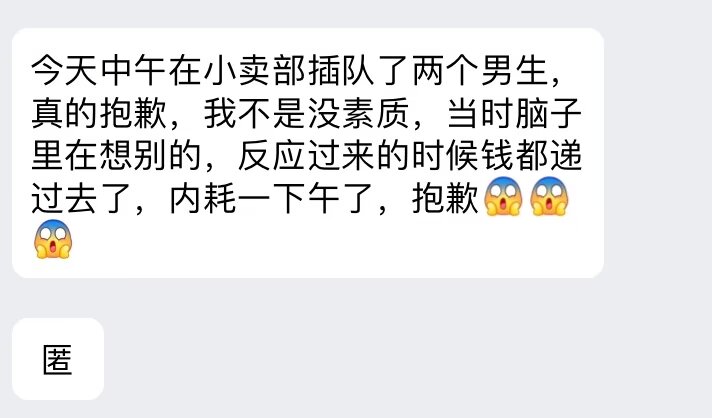 今天中午在小卖部插队了两个男生，
真的抱歉，我不是没素质，当时脑子
里在想别的，反应过来的时候钱都递
过去了，内耗一下午了，抱歉😱😱
😱
匿